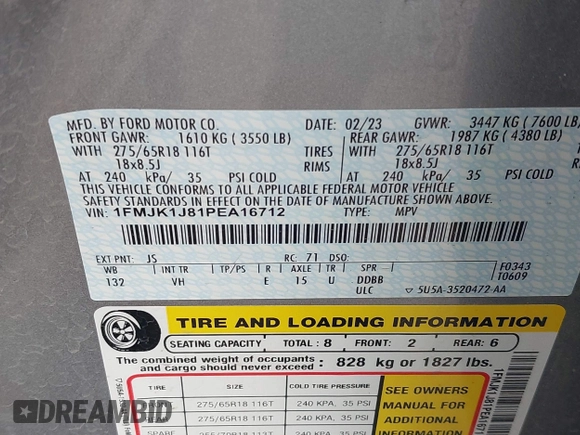 MFD. BY FORD MOTOR CO. DATE: 02/23 GVWR: 3447 KG (7600 LB)
FRONT GAWR: 1610 KG (3550 LB) REAR GAWR: 1987 KG (4380 LB)
WITH 275/65R18 116T TIRES WITH 275/65R18 116T
18x8.5J RIMS 18x8.5J
AT 240 kPa/ 35 PSI COLD AT 240 kPa/ 35 PSI COLD
THIS VEHICLE CONFORMS TO ALL APPLICABLE FEDERAL MOTOR VEHICLE
SAFETY STANDARDS IN EFFECT ON THE DATE OF MANUFACTURE SHOWN ABOVE.
VIN: 1FMJK1J81PEA16712 TYPE: MPV
EXT PNT: JS RC: 71 DSO: F0343
WB INT TR TP/PS R AXLE TR SPR T0609
132 VH E 15 U DDBB
ULC ▽ 5U5A-3520472-AA
TIRE AND LOADING INFORMATION
SEATING CAPACITY TOTAL: 8 FRONT: 2 REAR: 6
The combined weight of occupants
and cargo should never exceed: 828 kg or 1827 lbs.
TIRE SIZE COLD TIRE PRESSURE
275/65R18 116T 240 KPA, 35 PSI
275/65R18 116T 240 KPA, 35 PSI
SPARE 240 KPA, 35 PSI
SEE OWNERS
MANUAL FOR
ADDITIONAL
INFORMATION
1FMJK1J81PEA16712
DREAMBID